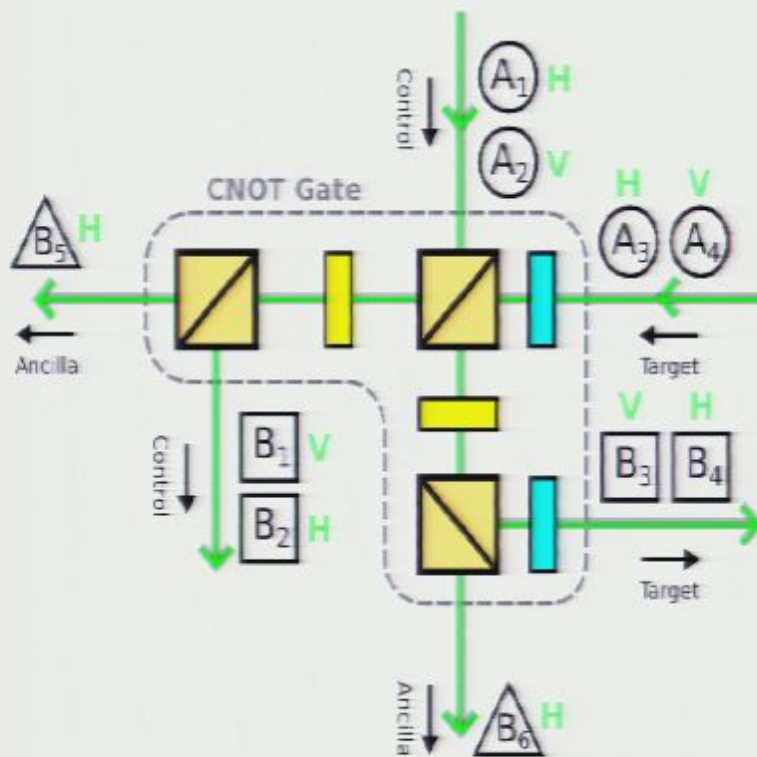 Control
A₁ H
A₂ V
CNOT Gate
H V
A₃ A₄
B₅ H
Ancilla
Target
Control
B₁ V
B₂ H
V H
B₃ B₄
Target
Ancilla
B₆ H